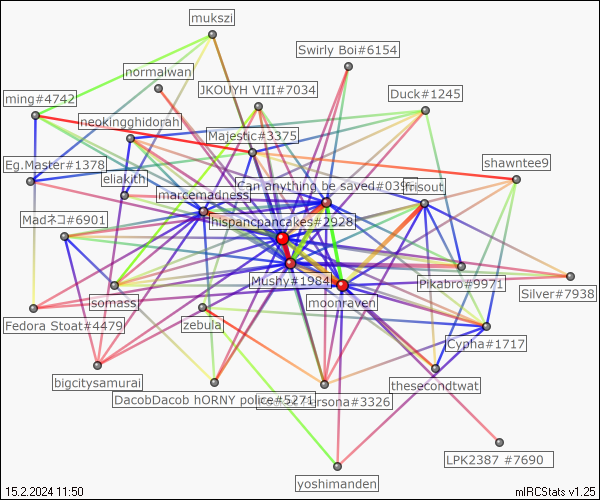 mukszi
Swirly Boi#6154
normalwan
JKOUYH VIII#7034
Duck#1245
ming#4742
neokingghidorah
Majestic#3375
Eg.Master#1378
shawntee9
eliakith
Can anything be saved#039
frisout
marcemadness
Madネコ#6901
hispancpancakes#2928
Mushy#1984
Pikabro#9971
Silver#7938
somass
moonraven
Fedora Stoat#4479
zebula
Cypha#1717
bigcitysamurai
thesecondtwat
DacobDacob hORNY police#5271
ersona#3326
LPK2387 #7690
yoshimanden
15.2.2024 11:50
mIRCStats v1.25